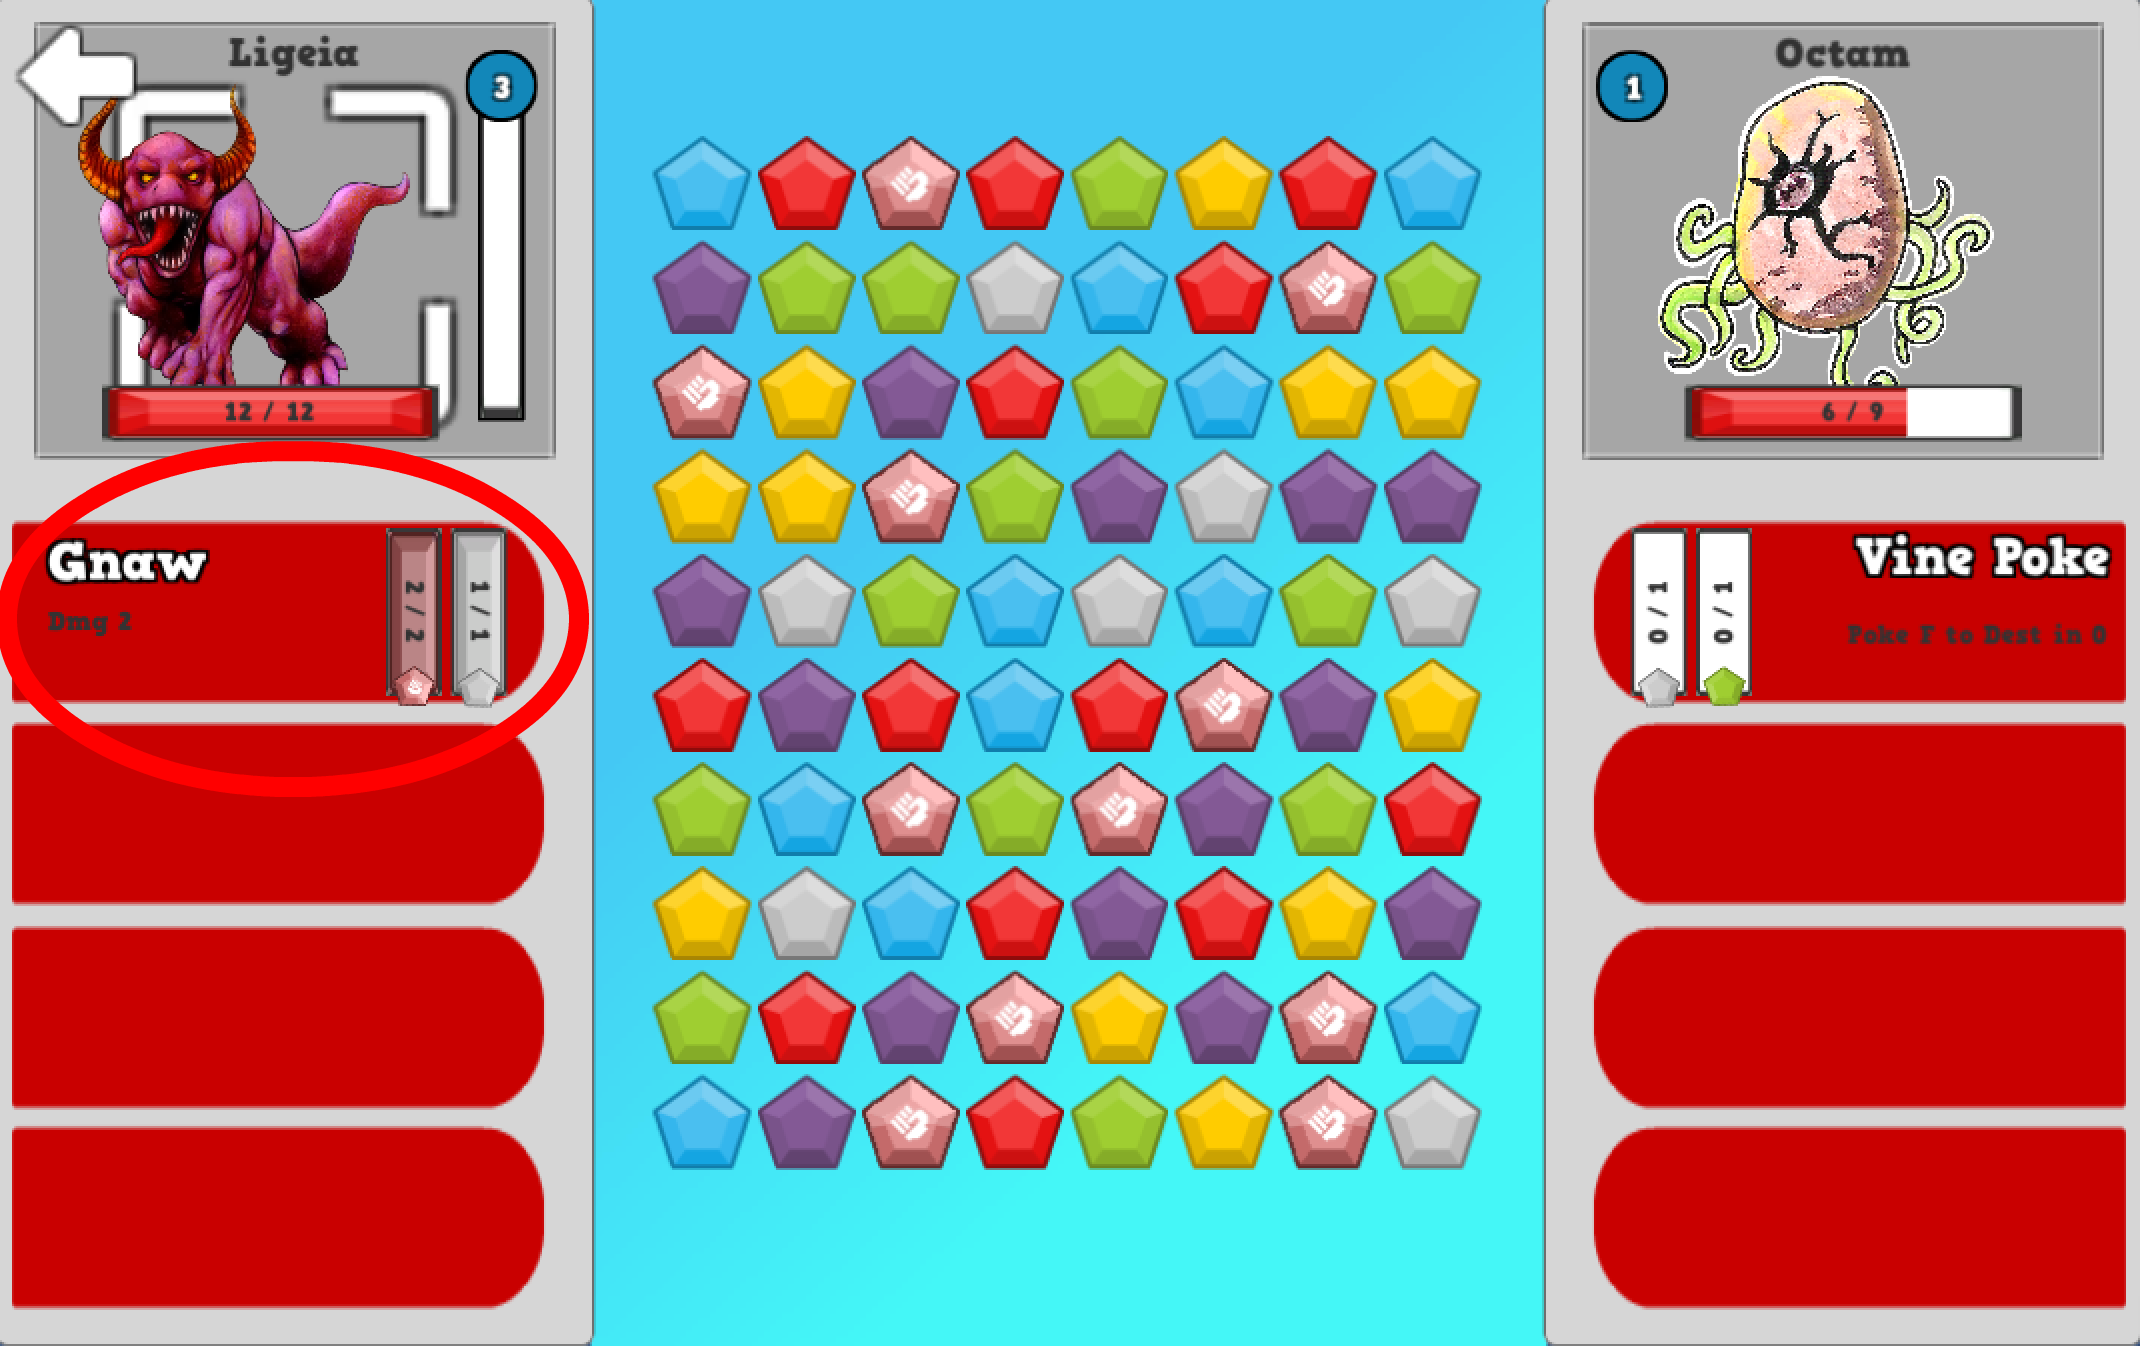 Ligeia
3
12 / 12
Gnaw
Dmg 2
2 / 2
1 / 1
Octam
1
6 / 9
Vine Poke
Poke F to Dest in 0
0 / 1
0 / 1